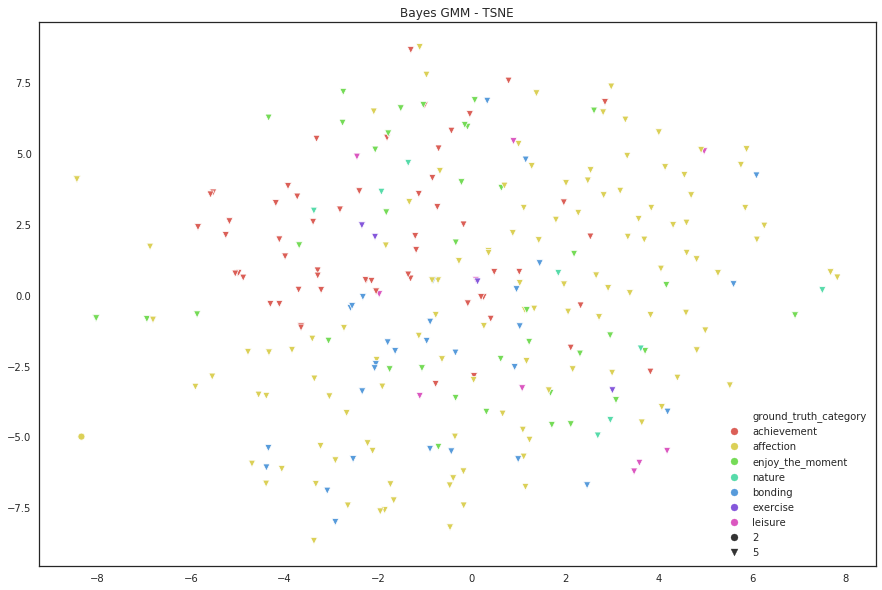 Bayes GMM - TSNE
7.5
5.0
2.5
0.0
−2.5
−5.0
−7.5
ground_truth_category
achievement
affection
enjoy_the_moment
nature
bonding
exercise
leisure
2
5
−8
−6
−4
−2
0
2
4
6
8